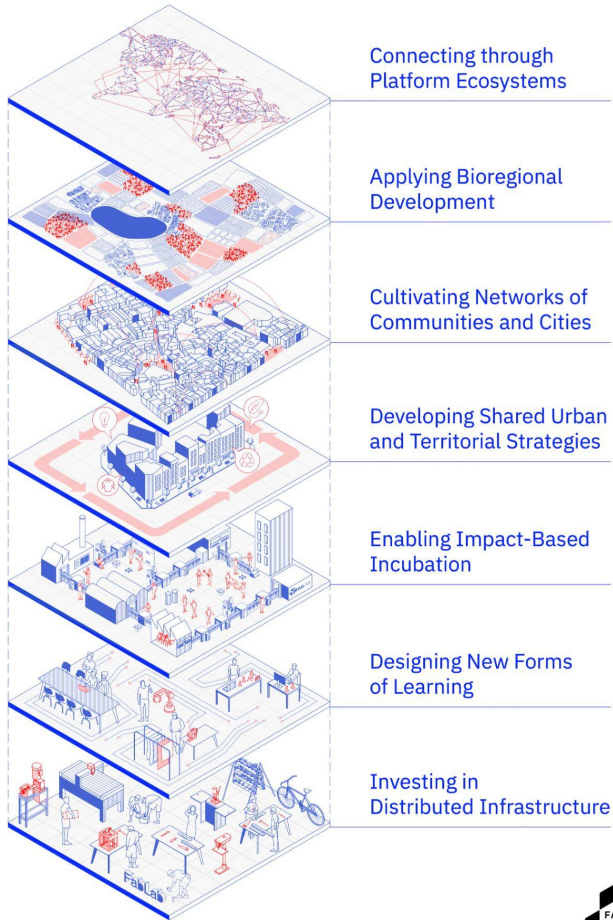 Connecting through
Platform Ecosystems
Applying Bioregional
Development
Cultivating Networks of
Communities and Cities
Developing Shared Urban
and Territorial Strategies
Enabling Impact-Based
Incubation
Designing New Forms
of Learning
Investing in
Distributed Infrastructure
FabLab